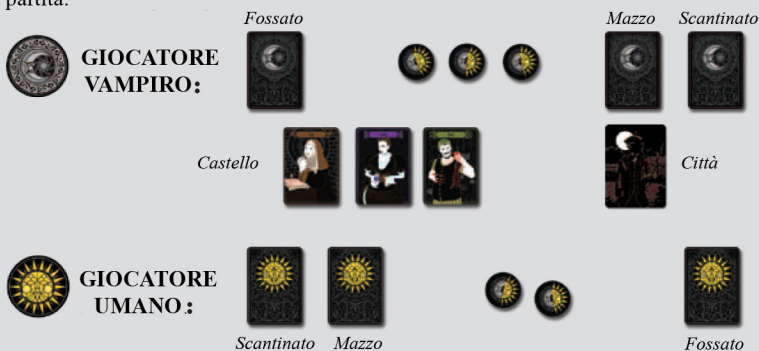 partita.
Fossato
Mazzo Scantinato
GIOCATORE
VAMPIRO:
Castello
Città
GIOCATORE
UMANO:
Scantinato Mazzo
Fossato